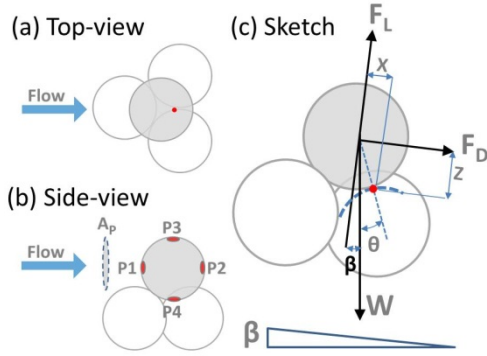 (a) Top-view
Flow
(b) Side-view
Flow
A_P
P3
P1
P2
P4
(c) Sketch
F_L
X
F_D
Z
θ
β
W
β